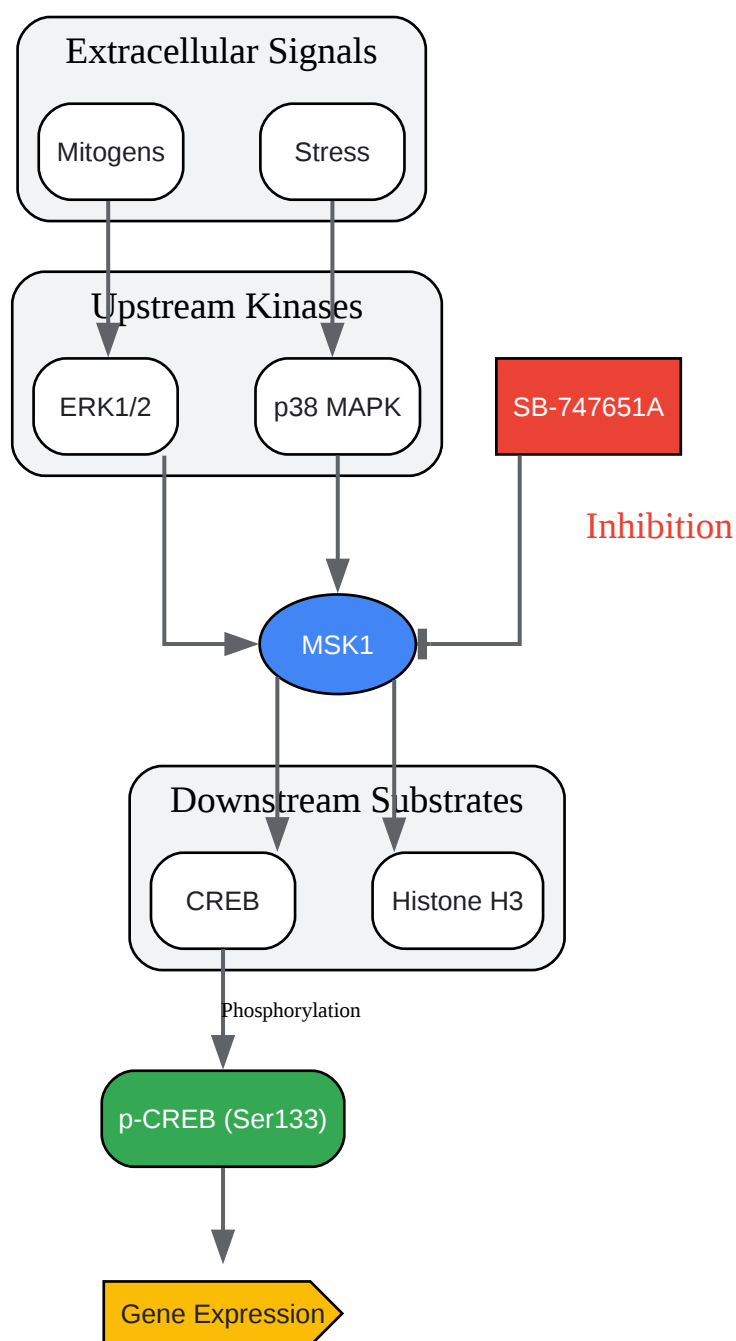 Extracellular Signals
Mitogens
Stress
Upstream Kinases
ERK1/2
p38 MAPK
SB-747651A
Inhibition
MSK1
Downstream Substrates
CREB
Histone H3
Phosphorylation
p-CREB (Ser133)
Gene Expression